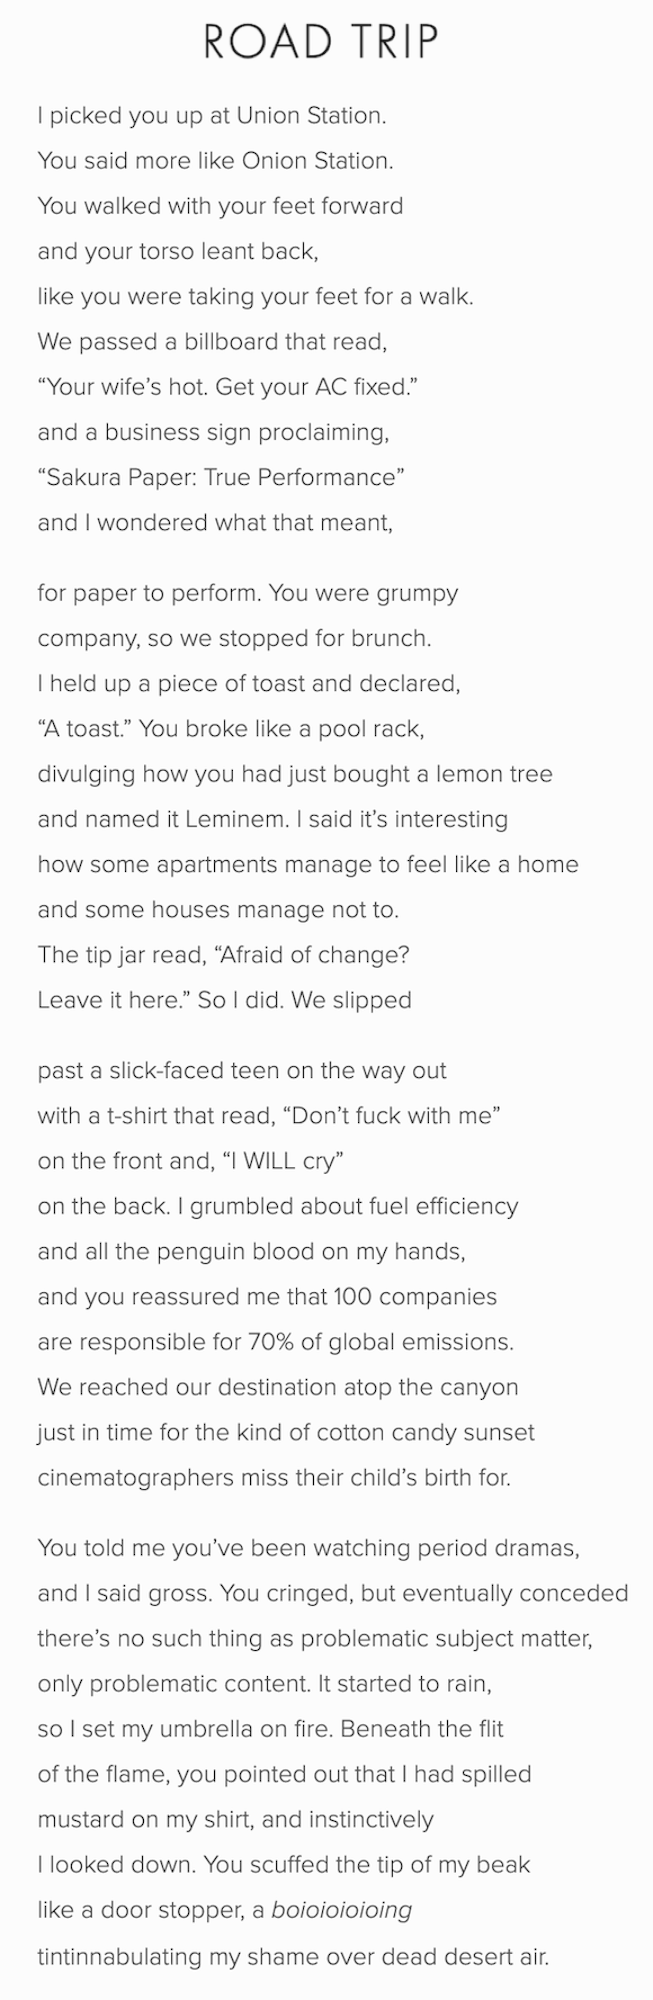 ROAD TRIP
I picked you up at Union Station.
You said more like Onion Station.
You walked with your feet forward
and your torso leant back,
like you were taking your feet for a walk.
We passed a billboard that read,
“Your wife’s hot. Get your AC fixed.”
and a business sign proclaiming,
“Sakura Paper: True Performance”
and I wondered what that meant,
for paper to perform. You were grumpy
company, so we stopped for brunch.
I held up a piece of toast and declared,
“A toast.” You broke like a pool rack,
divulging how you had just bought a lemon tree
and named it Leminem. I said it’s interesting
how some apartments manage to feel like a home
and some houses manage not to.
The tip jar read, “Afraid of change?
Leave it here.” So I did. We slipped
past a slick-faced teen on the way out
with a t-shirt that read, “Don’t fuck with me”
on the front and, “I WILL cry”
on the back. I grumbled about fuel efficiency
and all the penguin blood on my hands,
and you reassured me that 100 companies
are responsible for 70% of global emissions.
We reached our destination atop the canyon
just in time for the kind of cotton candy sunset
cinematographers miss their child’s birth for.
You told me you’ve been watching period dramas,
and I said gross. You cringed, but eventually conceded
there’s no such thing as problematic subject matter,
only problematic content. It started to rain,
so I set my umbrella on fire. Beneath the flit
of the flame, you pointed out that I had spilled
mustard on my shirt, and instinctively
I looked down. You scuffed the tip of my beak
like a door stopper, a boioioioioing
tintinnabulating my shame over dead desert air.